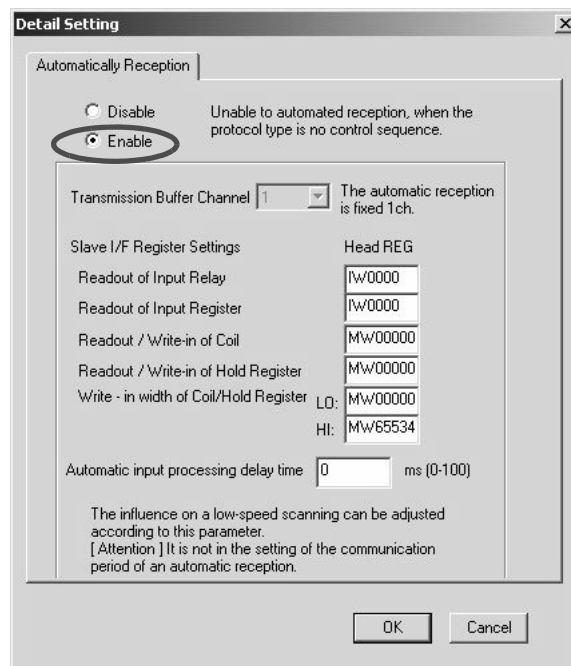 Detail Setting
Automatically Reception
Disable
Enable
Unable to automated reception, when the
protocol type is no control sequence.
Transmission Buffer Channel 1
The automatic reception
is fixed 1ch.
Slave I/F Register Settings Head REG
Readout of Input Relay IW0000
Readout of Input Register IW0000
Readout / Write-in of Coil MW00000
Readout / Write-in of Hold Register MW00000
Write - in width of Coil/Hold Register LO: MW00000
HI: MW65534
Automatic input processing delay time 0 ms (0-100)
The influence on a low-speed scanning can be adjusted
according to this parameter.
[ Attention ] It is not in the setting of the communication
period of an automatic reception.
OK Cancel